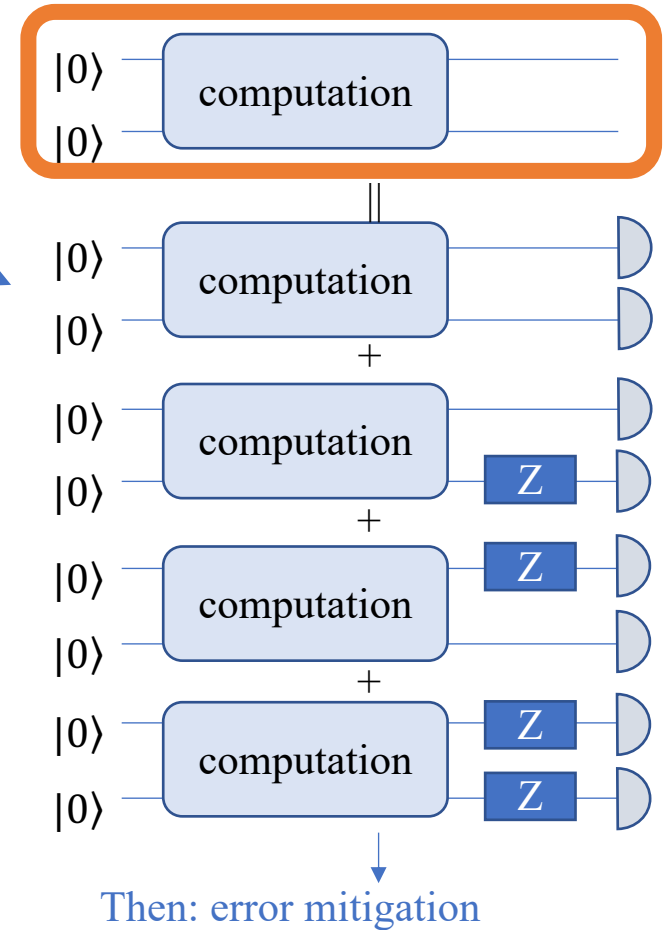 |0⟩
computation
|0⟩
||
|0⟩
computation
|0⟩
+
|0⟩
computation
|0⟩ Z
+
|0⟩ Z
computation
|0⟩
+
|0⟩ Z
computation
|0⟩ Z
Then: error mitigation